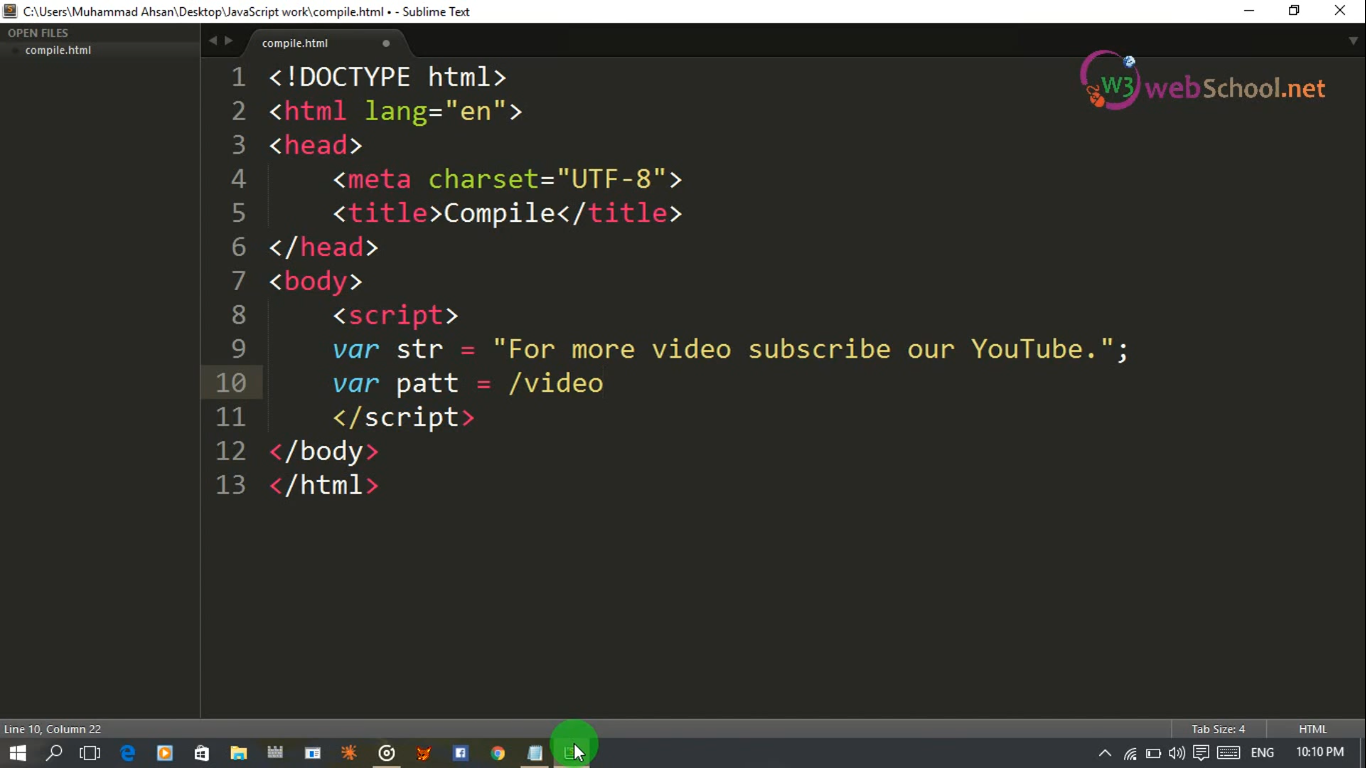 C:\Users\Muhammad Ahsan\Desktop\JavaScript work\compile.html • - Sublime Text
OPEN FILES
compile.html
compile.html
W3 webSchool.net
1 <!DOCTYPE html>
2 <html lang="en">
3 <head>
4 <meta charset="UTF-8">
5 <title>Compile</title>
6 </head>
7 <body>
8 <script>
9 var str = "For more video subscribe our YouTube.";
10 var patt = /video
11 </script>
12 </body>
13 </html>
Line 10, Column 22
Tab Size: 4
HTML
ENG
10:10 PM